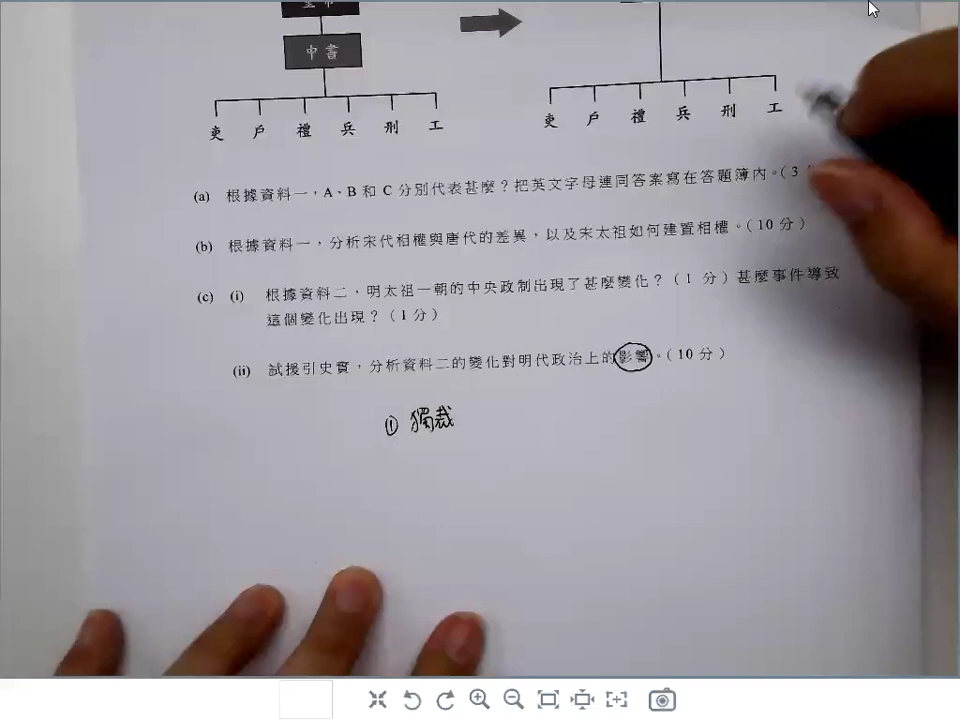 中書
吏 戶 禮 兵 刑 工
吏 戶 禮 兵 刑 工
(a) 根據資料一，A、B 和 C 分別代表甚麼？把英文字母連同答案寫在答題簿內。（3
(b) 根據資料一，分析宋代相權與唐代的差異，以及宋太祖如何建置相權。（10 分）
(c) (i) 根據資料二，明太祖一朝的中央政制出現了甚麼變化？（1 分）甚麼事件導致
這個變化出現？（1 分）
(ii) 試援引史實，分析資料二的變化對明代政治上的影響。（10 分）
① 獨裁